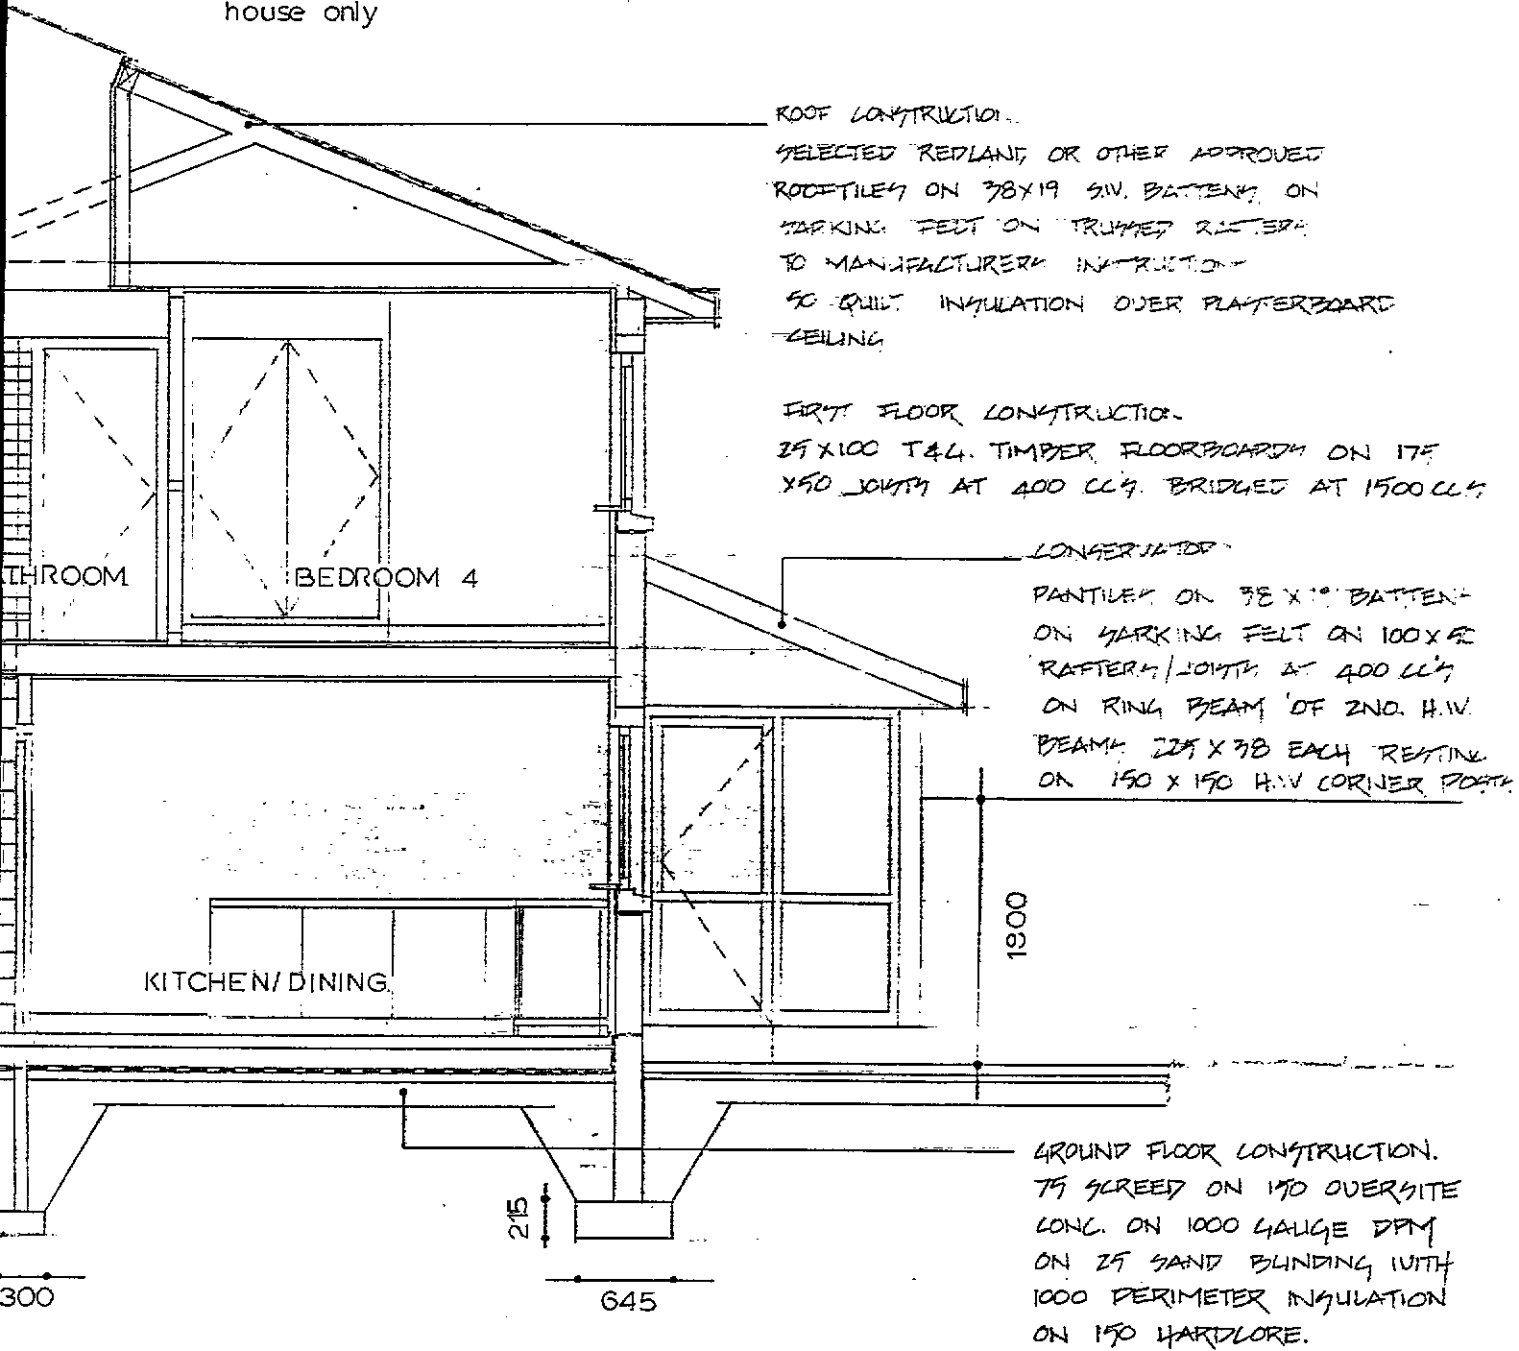 house only
ROOF CONSTRUCTION
SELECTED REDLAND OR OTHER APPROVED
ROOFTILES ON 38X19 S.W. BATTENS ON
SARKING FELT ON TRUSSED RAFTERS
TO MANUFACTURERS INSTRUCTIONS
50 QUILT INSULATION OVER PLASTERBOARD
CEILING
FIRST FLOOR CONSTRUCTION
25 X100 T&G. TIMBER FLOORBOARDS ON 175
X50 JOISTS AT 400 CC'S. BRIDGED AT 1500 CC'S
THROOM
BEDROOM 4
CONSERVATORY
PANTILES ON 38 X 19 BATTENS
ON SARKING FELT ON 100 X 50
RAFTERS/JOISTS AT 400 CC'S
ON RING BEAM OF 2NO. H.W.
BEAMS 225 X 38 EACH RESTING
ON 150 X 150 H.W CORNER POSTS
1800
KITCHEN/DINING
GROUND FLOOR CONSTRUCTION.
75 SCREED ON 150 OVERSITE
CONC. ON 1000 GAUGE DPM
ON 25 SAND BLINDING WITH
1000 PERIMETER INSULATION
ON 150 HARDCORE.
215
300
645